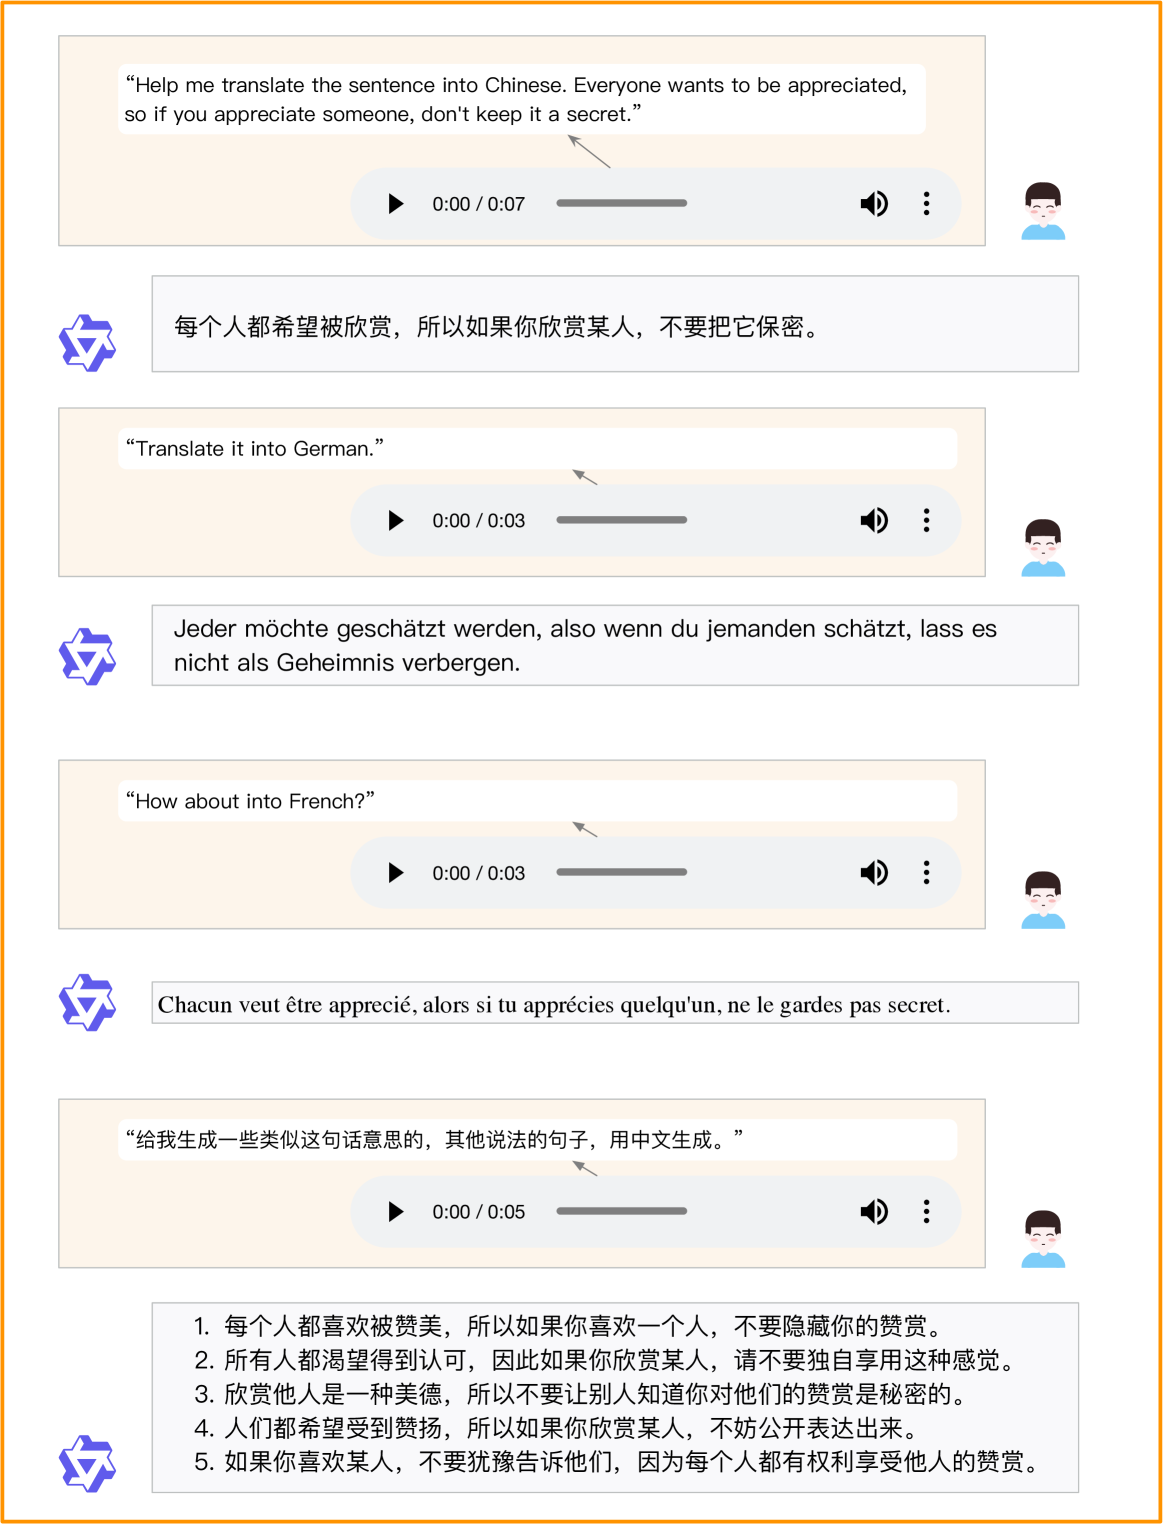 “Help me translate the sentence into Chinese. Everyone wants to be appreciated,
so if you appreciate someone, don't keep it a secret.”
0:00 / 0:07
每个人都希望被欣赏，所以如果你欣赏某人，不要把它保密。
“Translate it into German.”
0:00 / 0:03
Jeder möchte geschätzt werden, also wenn du jemanden schätzt, lass es
nicht als Geheimnis verbergen.
“How about into French?”
0:00 / 0:03
Chacun veut être apprecié, alors si tu apprécies quelqu'un, ne le gardes pas secret.
“给我生成一些类似这句话意思的，其他说法的句子，用中文生成。”
0:00 / 0:05
1. 每个人都喜欢被赞美，所以如果你喜欢一个人，不要隐藏你的赞赏。
2. 所有人都渴望得到认可，因此如果你欣赏某人，请不要独自享用这种感觉。
3. 欣赏他人是一种美德，所以不要让别人知道你对他们的赞赏是秘密的。
4. 人们都希望受到赞扬，所以如果你欣赏某人，不妨公开表达出来。
5. 如果你喜欢某人，不要犹豫告诉他们，因为每个人都有权利享受他人的赞赏。